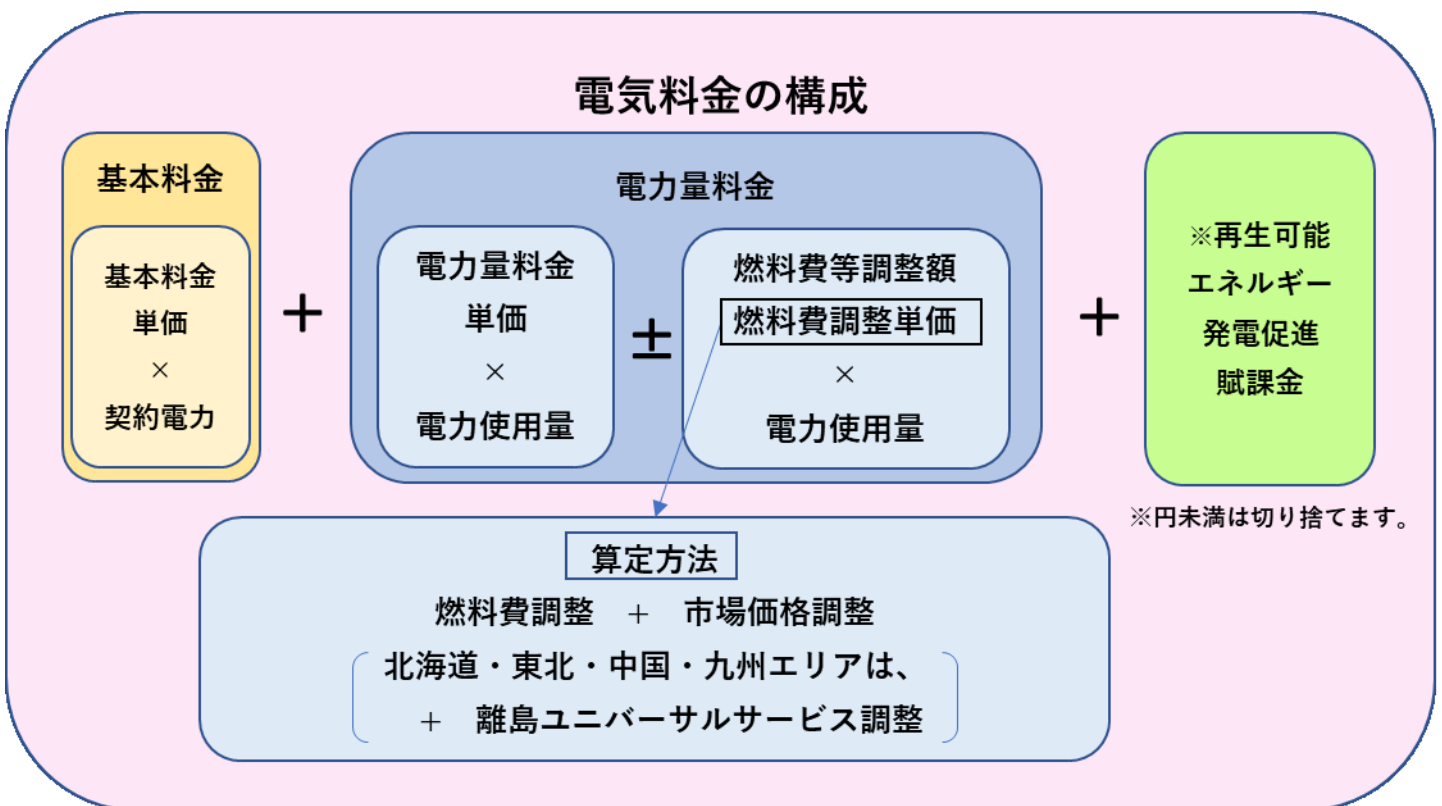 電気料金の構成
基本料金
基本料金
単価
×
契約電力
＋
電力量料金
電力量料金
単価
×
電力使用量
±
燃料費等調整額
燃料費調整単価
×
電力使用量
＋
※再生可能
エネルギー
発電促進
賦課金
※円未満は切り捨てます。
算定方法
燃料費調整　＋　市場価格調整
北海道・東北・中国・九州エリアは、
＋　離島ユニバーサルサービス調整